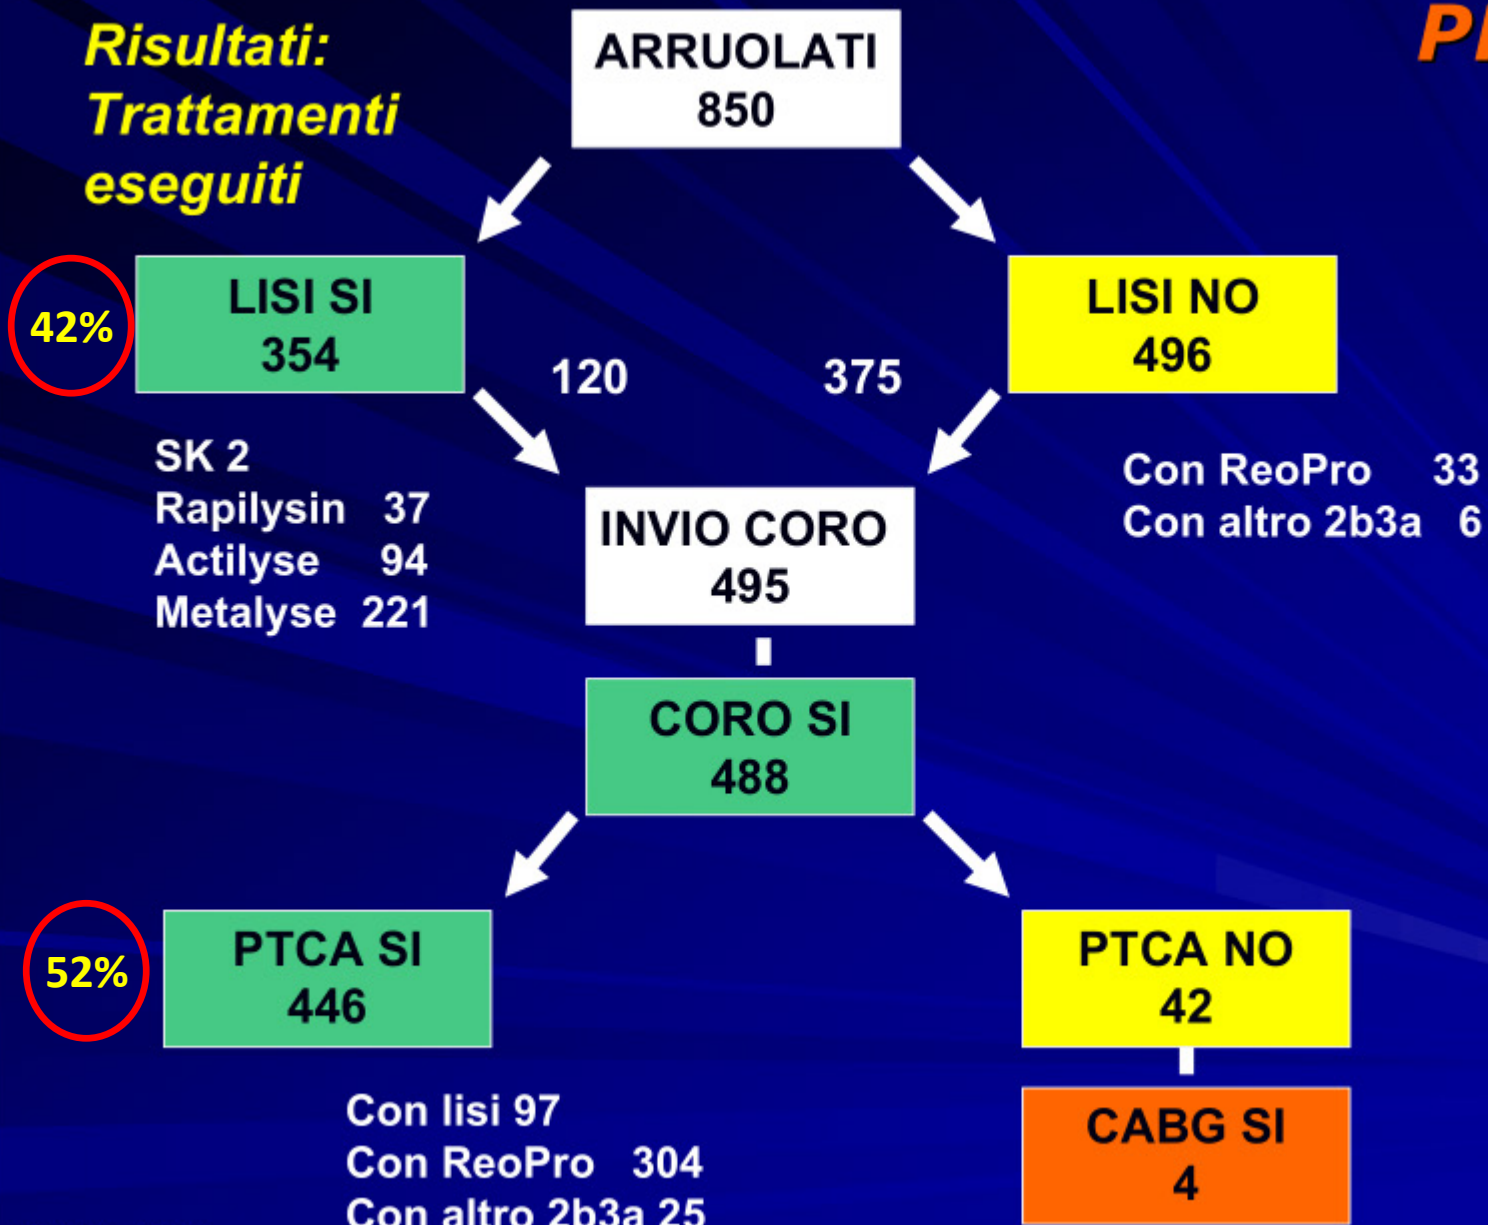 Risultati:
Trattamenti
eseguiti
ARRUOLATI
850
42%
LISI SI
354
120
375
LISI NO
496
SK 2
Rapilysin 37
Actilyse 94
Metalyse 221
INVIO CORO
495
Con ReoPro 33
Con altro 2b3a 6
CORO SI
488
52%
PTCA SI
446
PTCA NO
42
Con lisi 97
Con ReoPro 304
Con altro 2b3a 25
CABG SI
4